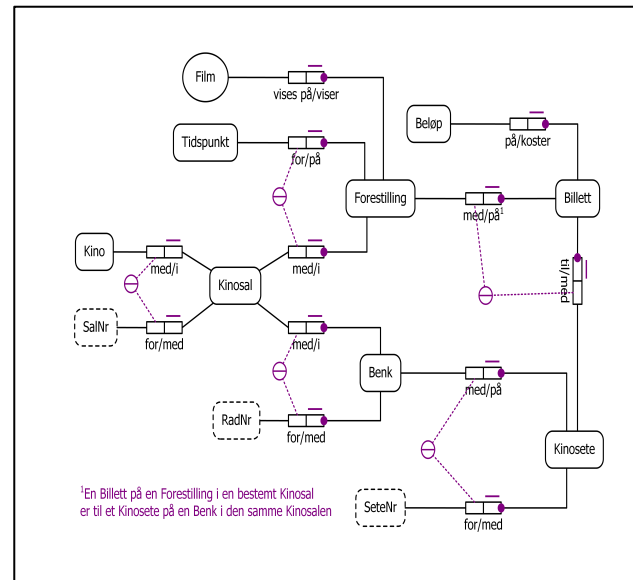 Film
vises på/viser
Tidspunkt
for/på
Beløp
på/koster
Forestilling
med/på¹
Billett
Kino
med/i
Kinosal
med/i
til/med
SalNr
for/med
med/i
Benk
med/på
RadNr
for/med
Kinosete
SeteNr
for/med
¹En Billett på en Forestilling i en bestemt Kinosal
er til et Kinosete på en Benk i den samme Kinosalen